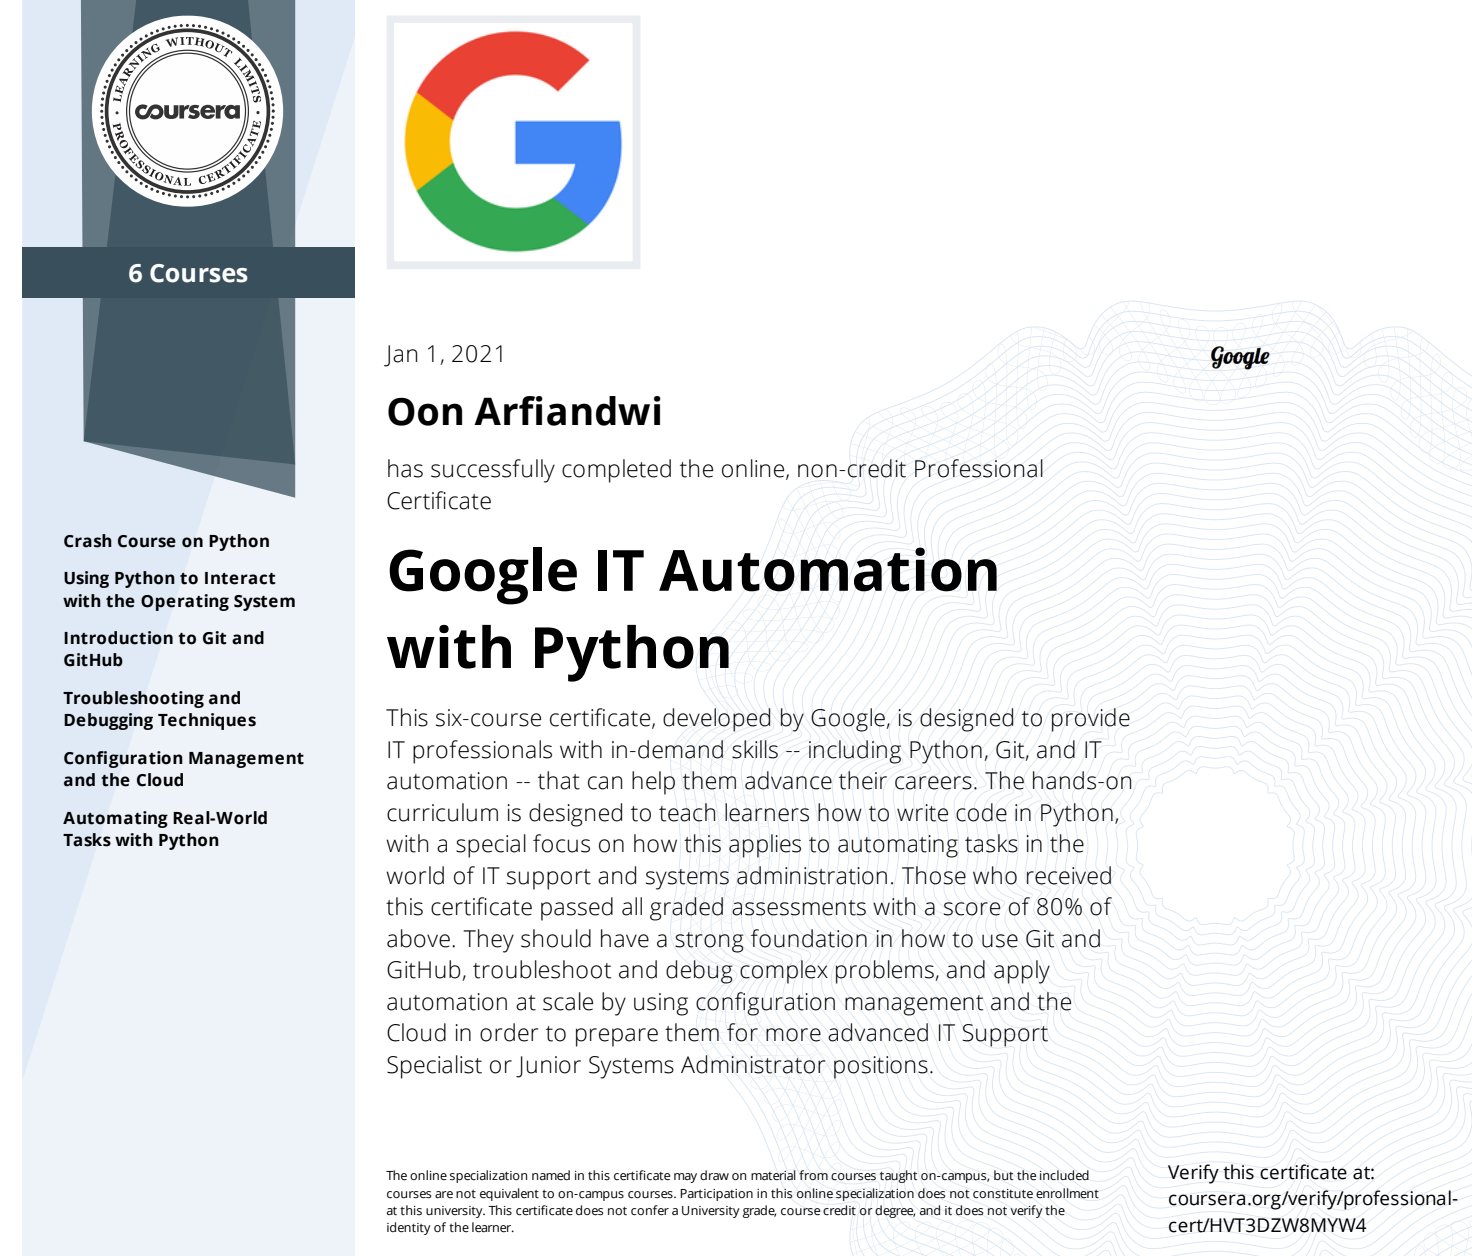 LEARNING WITHOUT LIMITS
coursera
PROFESSIONAL CERTIFICATE
6 Courses
Crash Course on Python
Using Python to Interact
with the Operating System
Introduction to Git and
GitHub
Troubleshooting and
Debugging Techniques
Configuration Management
and the Cloud
Automating Real-World
Tasks with Python
Jan 1, 2021
Google
Oon Arfiandwi
has successfully completed the online, non-credit Professional
Certificate
Google IT Automation
with Python
This six-course certificate, developed by Google, is designed to provide
IT professionals with in-demand skills -- including Python, Git, and IT
automation -- that can help them advance their careers. The hands-on
curriculum is designed to teach learners how to write code in Python,
with a special focus on how this applies to automating tasks in the
world of IT support and systems administration. Those who received
this certificate passed all graded assessments with a score of 80% of
above. They should have a strong foundation in how to use Git and
GitHub, troubleshoot and debug complex problems, and apply
automation at scale by using configuration management and the
Cloud in order to prepare them for more advanced IT Support
Specialist or Junior Systems Administrator positions.
The online specialization named in this certificate may draw on material from courses taught on-campus, but the included
courses are not equivalent to on-campus courses. Participation in this online specialization does not constitute enrollment
at this university. This certificate does not confer a University grade, course credit or degree, and it does not verify the
identity of the learner.
Verify this certificate at:
coursera.org/verify/professional-
cert/HVT3DZW8MYW4